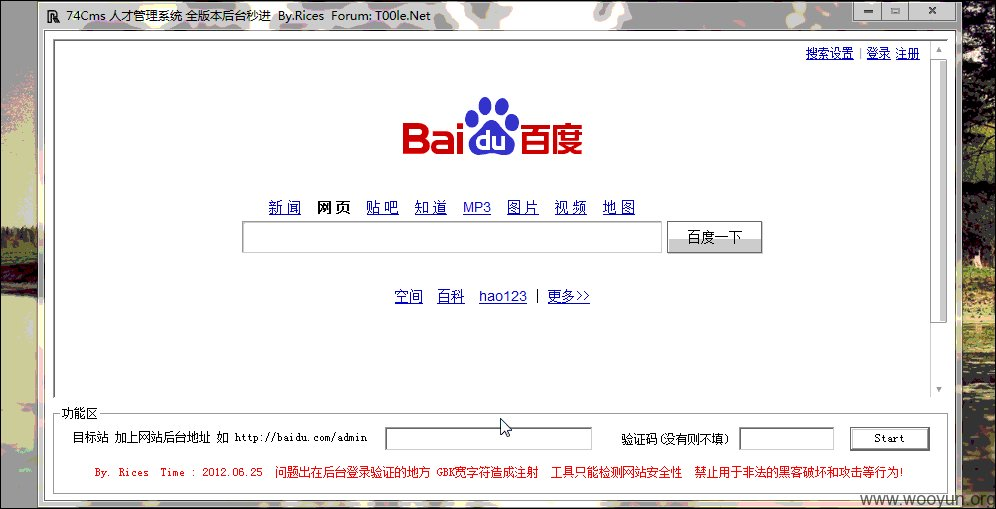 74Cms 人才管理系统 全版本后台秒进 By.Rices Forum: T00le.Net
搜索设置 | 登录 注册
Bai du 百度
新闻 网页 贴吧 知道 MP3 图片 视频 地图
百度一下
空间 百科 hao123 | 更多>>
功能区
目标站 加上网站后台地址 如 http://baidu.com/admin 验证码(没有则不填) Start
By. Rices Time : 2012.06.25 问题出在后台登录验证的地方 GBK宽字符造成注射 工具只能检测网站安全性 禁止用于非法的黑客破坏和攻击等行为!
www.wooyun.org